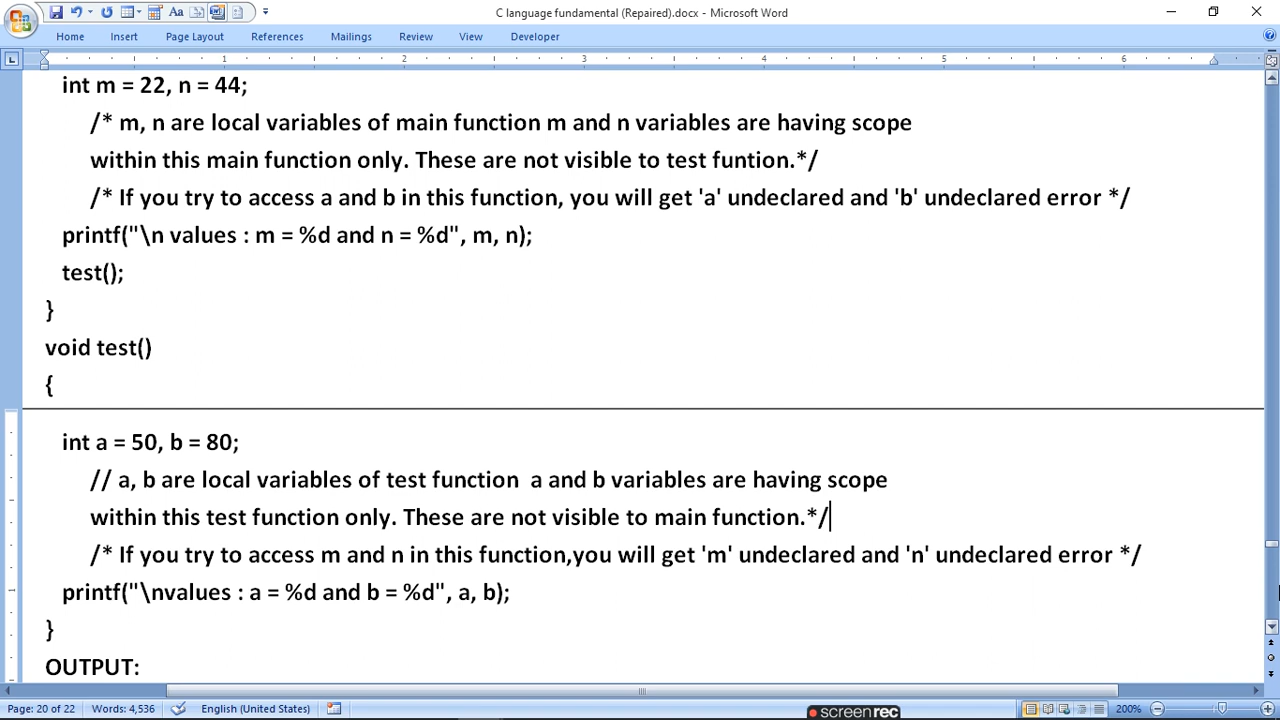 C language fundamental (Repaired).docx - Microsoft Word
Home Insert Page Layout References Mailings Review View Developer
1 2 3 4 5 6
int m = 22, n = 44;
/* m, n are local variables of main function m and n variables are having scope
within this main function only. These are not visible to test funtion.*/
/* If you try to access a and b in this function, you will get 'a' undeclared and 'b' undeclared error */
printf("\n values : m = %d and n = %d", m, n);
test();
}
void test()
{
int a = 50, b = 80;
// a, b are local variables of test function  a and b variables are having scope
within this test function only. These are not visible to main function.*/
/* If you try to access m and n in this function,you will get 'm' undeclared and 'n' undeclared error */
printf("\nvalues : a = %d and b = %d", a, b);
}
OUTPUT:
Page: 20 of 22 Words: 4,536 English (United States) screenrec 200%